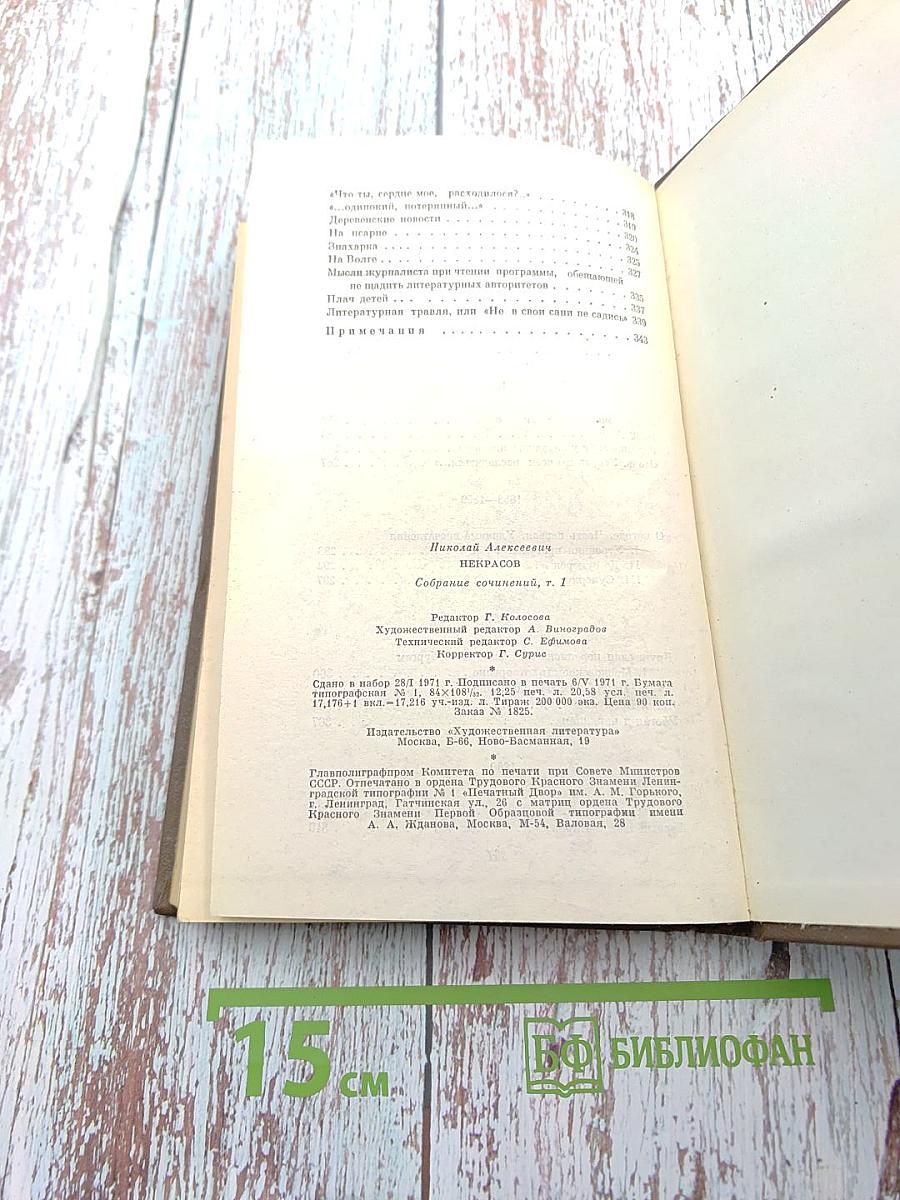 «Что ты, сердце мое, расходилося?..» . . . . . . . 318
«...одинокий, потерянный...» . . . . . . . . . . 319
Деревенские новости . . . . . . . . . . . . . 320
На псарне . . . . . . . . . . . . . . . . . 324
Знахарка . . . . . . . . . . . . . . . . . 325
На Волге . . . . . . . . . . . . . . . . . 327
Мысли журналиста при чтении программы, обещающей
не щадить литературных авторитетов . . . . . . . 335
Плач детей . . . . . . . . . . . . . . . . 337
Литературная травля, или «Не в свои сани не садись» 339
Примечания . . . . . . . . . . . . . . . . 343
Николай Алексеевич
НЕКРАСОВ
Собрание сочинений, т. 1
Редактор Г. Колосова
Художественный редактор А. Виноградов
Технический редактор С. Ефимова
Корректор Г. Сурис
*
Сдано в набор 28/I 1971 г. Подписано в печать 6/V 1971 г. Бумага
типографская № 1, 84×108¹/₃₂. 12,25 печ. л. 20,58 усл. печ. л.
17,176+1 вкл.=17,216 уч.-изд. л. Тираж 200 000 экз. Цена 90 коп.
Заказ № 1825.
Издательство «Художественная литература»
Москва, Б-66, Ново-Басманная, 19
*
Главполиграфпром Комитета по печати при Совете Министров
СССР. Отпечатано в ордена Трудового Красного Знамени Ленин-
градской типографии № 1 «Печатный Двор» им. А. М. Горького,
г. Ленинград, Гатчинская ул., 26 с матриц ордена Трудового
Красного Знамени Первой Образцовой типографии имени
А. А. Жданова, Москва, М-54, Валовая, 28
15 см
БФ БИБЛИОФАН